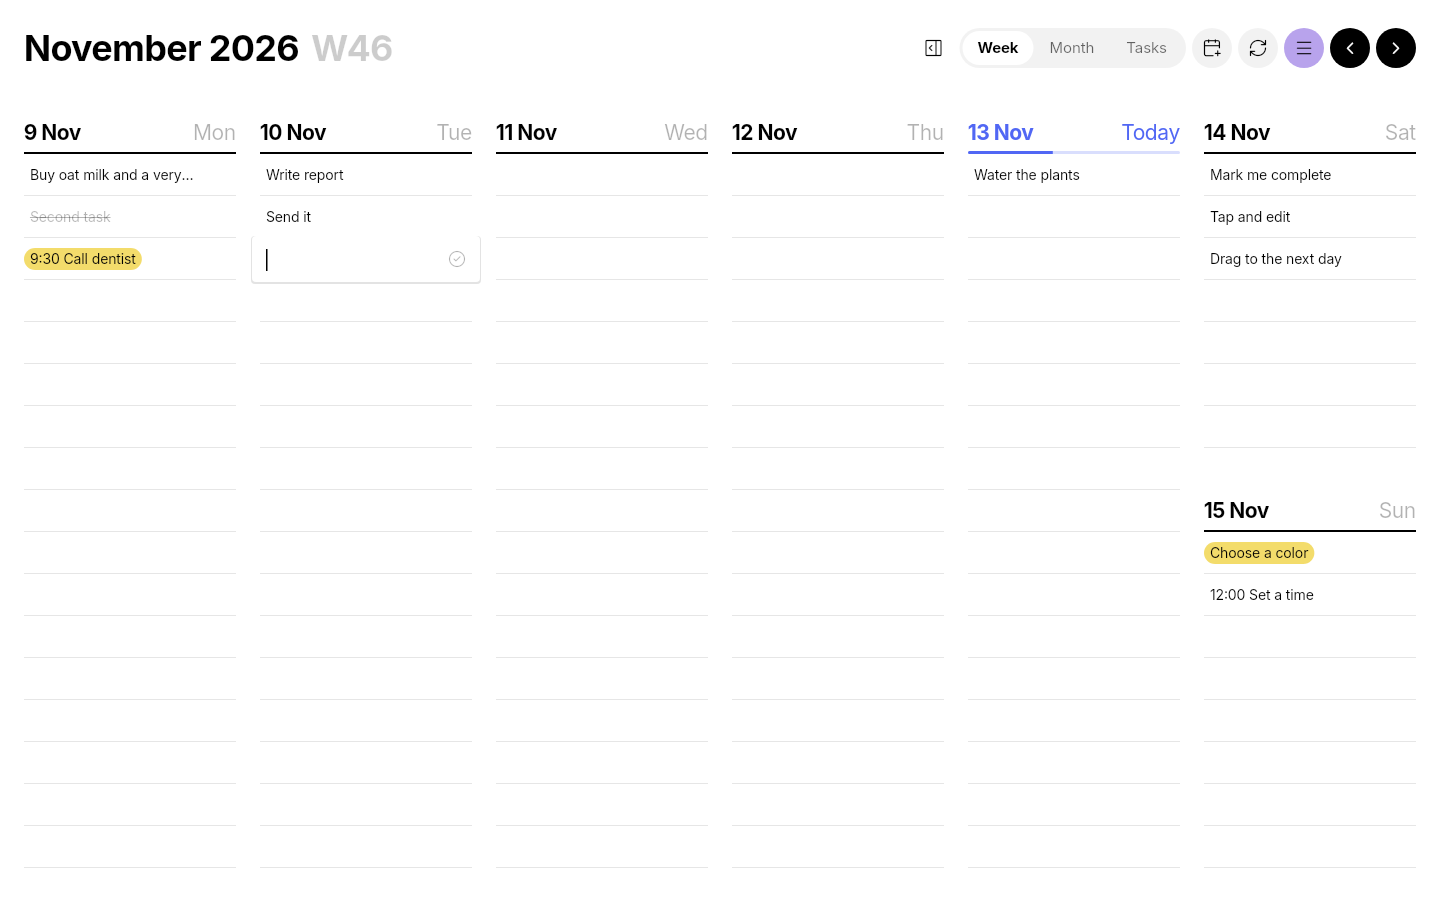 November 2026 W46
Week Month Tasks
9 Nov Mon
Buy oat milk and a very...
Second task
9:30 Call dentist
10 Nov Tue
Write report
Send it
11 Nov Wed
12 Nov Thu
13 Nov Today
Water the plants
14 Nov Sat
Mark me complete
Tap and edit
Drag to the next day
15 Nov Sun
Choose a color
12:00 Set a time